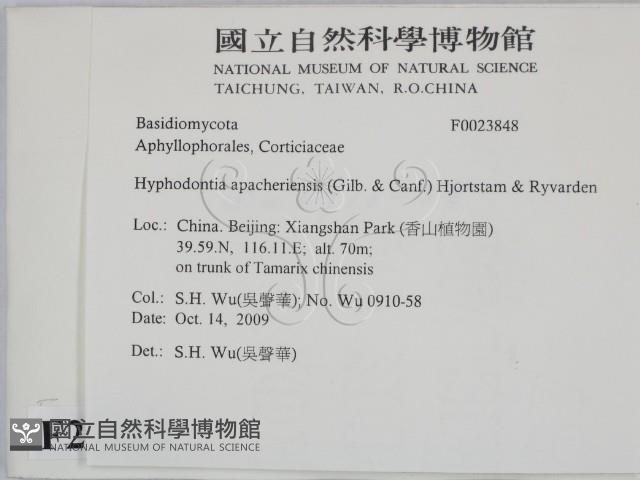 國立自然科學博物館
NATIONAL MUSEUM OF NATURAL SCIENCE
TAICHUNG, TAIWAN, R.O.CHINA
Basidiomycota F0023848
Aphyllophorales, Corticiaceae
Hyphodontia apacheriensis (Gilb. & Canf.) Hjortstam & Ryvarden
Loc.: China. Beijing: Xiangshan Park (香山植物園)
39.59.N, 116.11.E; alt. 70m;
on trunk of Tamarix chinensis
Col.: S.H. Wu(吳聲華); No. Wu 0910-58
Date: Oct. 14, 2009
Det.: S.H. Wu(吳聲華)
國立自然科學博物館
NATIONAL MUSEUM OF NATURAL SCIENCE